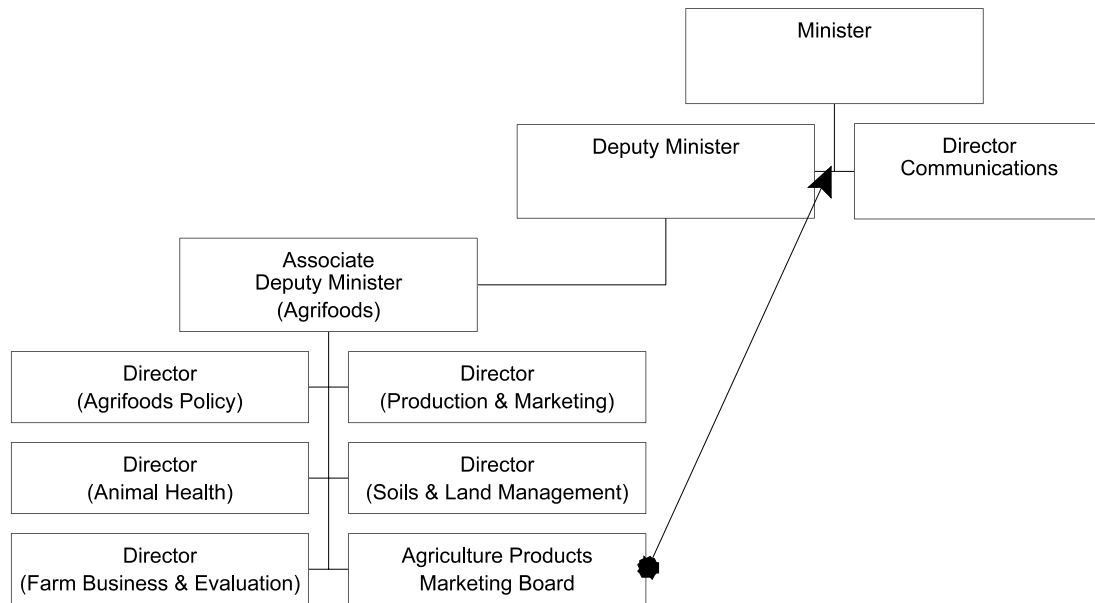 Minister
Deputy Minister
Director
Communications
Associate
Deputy Minister
(Agrifoods)
Director
(Agrifoods Policy)
Director
(Production & Marketing)
Director
(Animal Health)
Director
(Soils & Land Management)
Director
(Farm Business & Evaluation)
Agriculture Products
Marketing Board